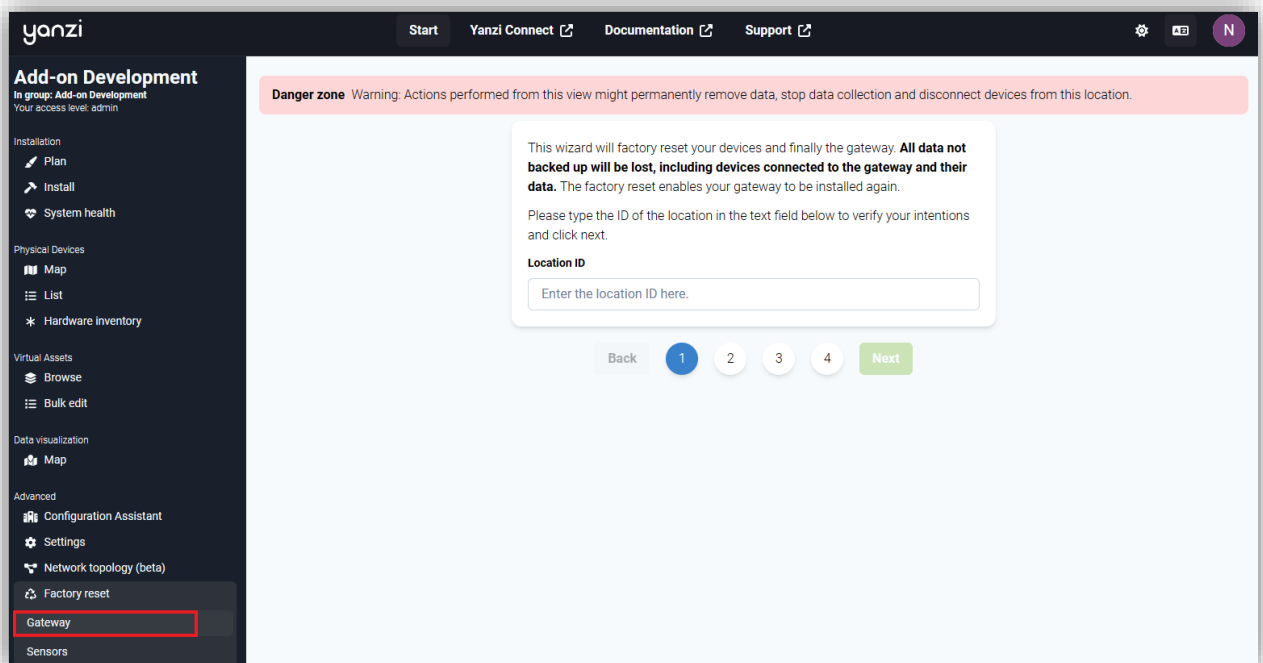 yanzi
Start
Yanzi Connect
Documentation
Support
N
Add-on Development
In group: Add-on Development
Your access level: admin
Installation
Plan
Install
System health
Physical Devices
Map
List
Hardware inventory
Virtual Assets
Browse
Bulk edit
Data visualization
Map
Advanced
Configuration Assistant
Settings
Network topology (beta)
Factory reset
Gateway
Sensors
Danger zone Warning: Actions performed from this view might permanently remove data, stop data collection and disconnect devices from this location.
This wizard will factory reset your devices and finally the gateway. All data not
backed up will be lost, including devices connected to the gateway and their
data. The factory reset enables your gateway to be installed again.
Please type the ID of the location in the text field below to verify your intentions
and click next.
Location ID
Enter the location ID here.
Back 1 2 3 4 Next